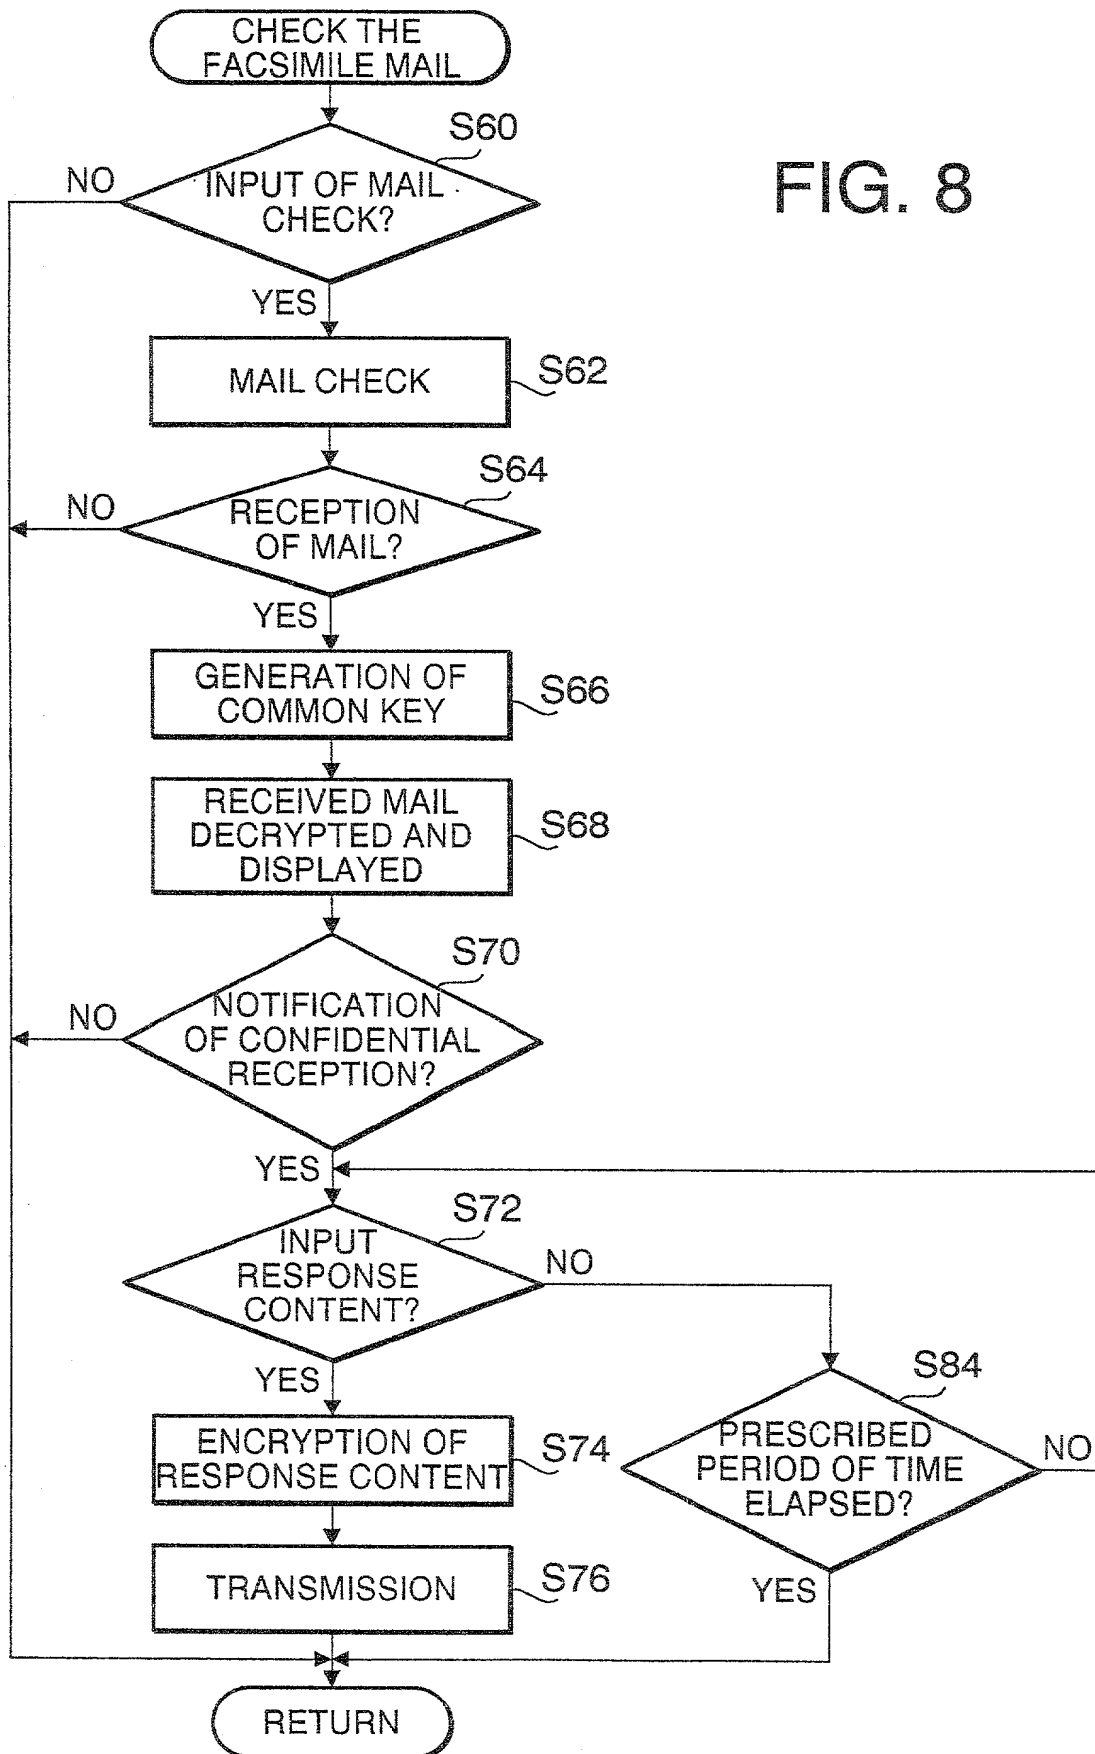 CHECK THE
FACSIMILE MAIL
S60
FIG. 8
NO
INPUT OF MAIL
CHECK?
YES
MAIL CHECK
S62
S64
NO
RECEPTION
OF MAIL?
YES
GENERATION OF
COMMON KEY
S66
RECEIVED MAIL
DECRYPTED AND
DISPLAYED
S68
S70
NO
NOTIFICATION
OF CONFIDENTIAL
RECEPTION?
YES
S72
INPUT
RESPONSE
CONTENT?
NO
YES
S84
PRESCRIBED
PERIOD OF TIME
ELAPSED?
NO
YES
ENCRYPTION OF
RESPONSE CONTENT
S74
TRANSMISSION
S76
RETURN